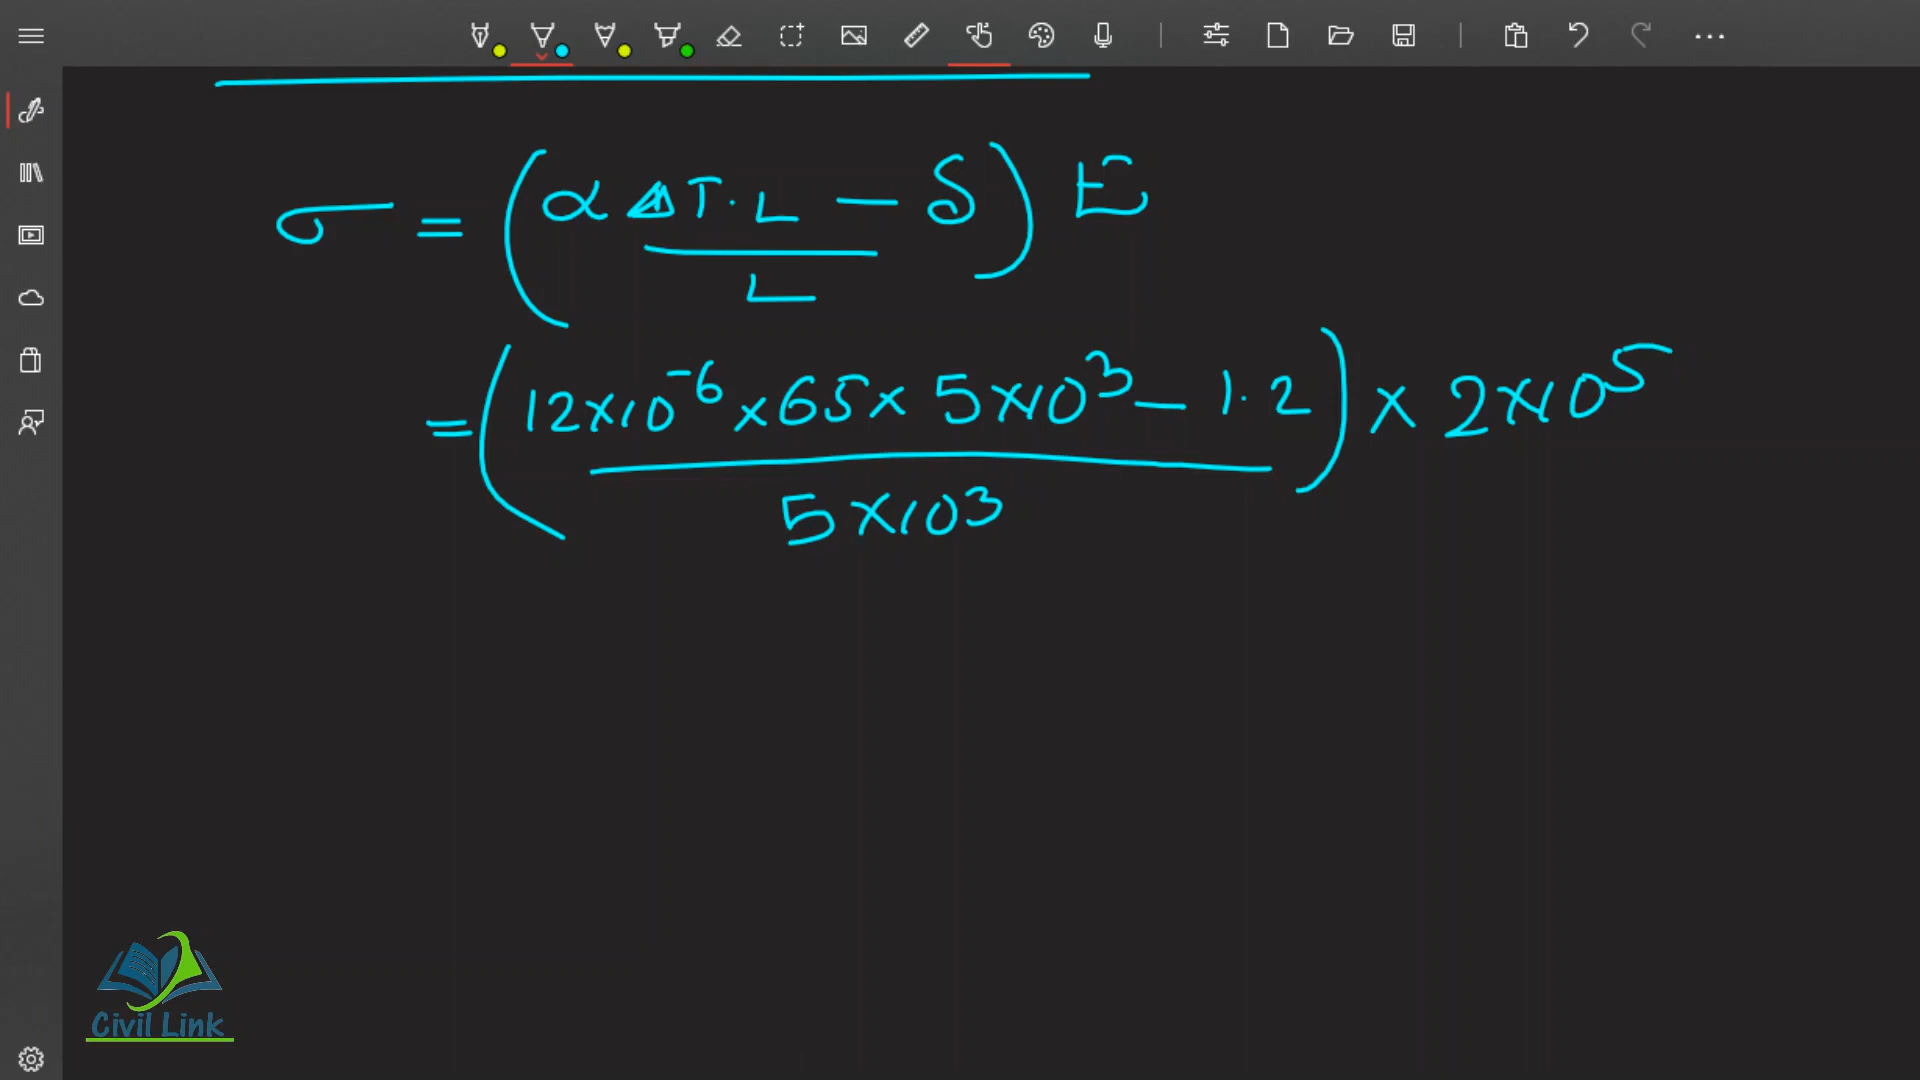 σ = (α ΔT. L − δ / L) E
= (12×10⁻⁶ ×65× 5×10³ − 1.2 / 5×10³) × 2×10⁵
Civil Link